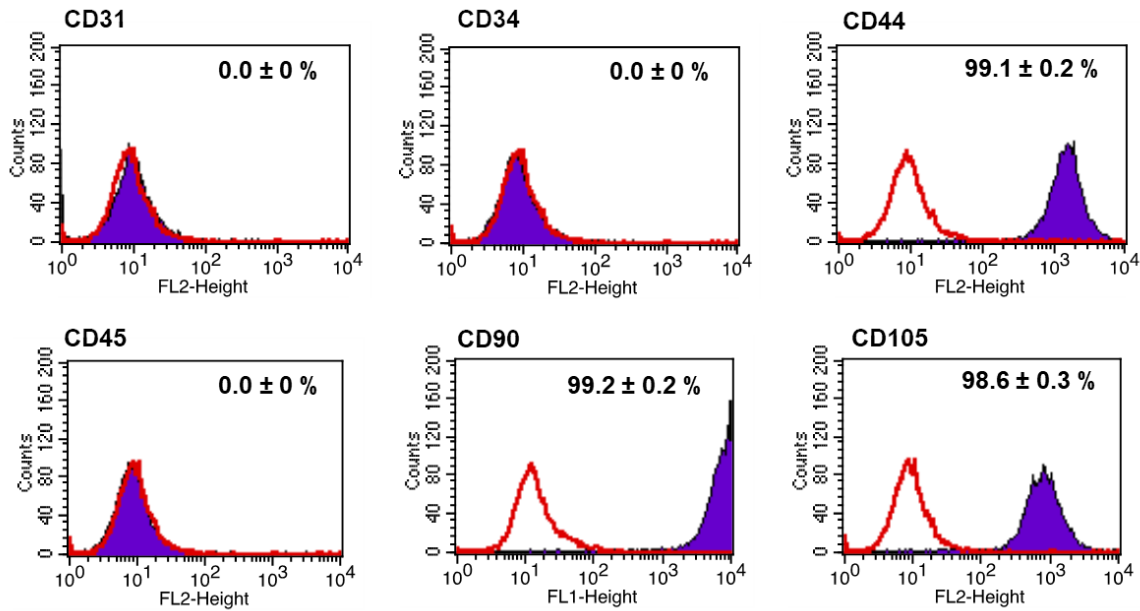 CD31
0.0 ± 0 %
Counts
0 40 80 120 160 200
10^0 10^1 10^2 10^3 10^4
FL2-Height
CD34
0.0 ± 0 %
Counts
0 40 80 120 160 200
10^0 10^1 10^2 10^3 10^4
FL2-Height
CD44
99.1 ± 0.2 %
Counts
0 40 80 120 160 200
10^0 10^1 10^2 10^3 10^4
FL2-Height
CD45
0.0 ± 0 %
Counts
0 40 80 120 160 200
10^0 10^1 10^2 10^3 10^4
FL2-Height
CD90
99.2 ± 0.2 %
Counts
0 40 80 120 160 200
10^0 10^1 10^2 10^3 10^4
FL1-Height
CD105
98.6 ± 0.3 %
Counts
0 40 80 120 160 200
10^0 10^1 10^2 10^3 10^4
FL2-Height